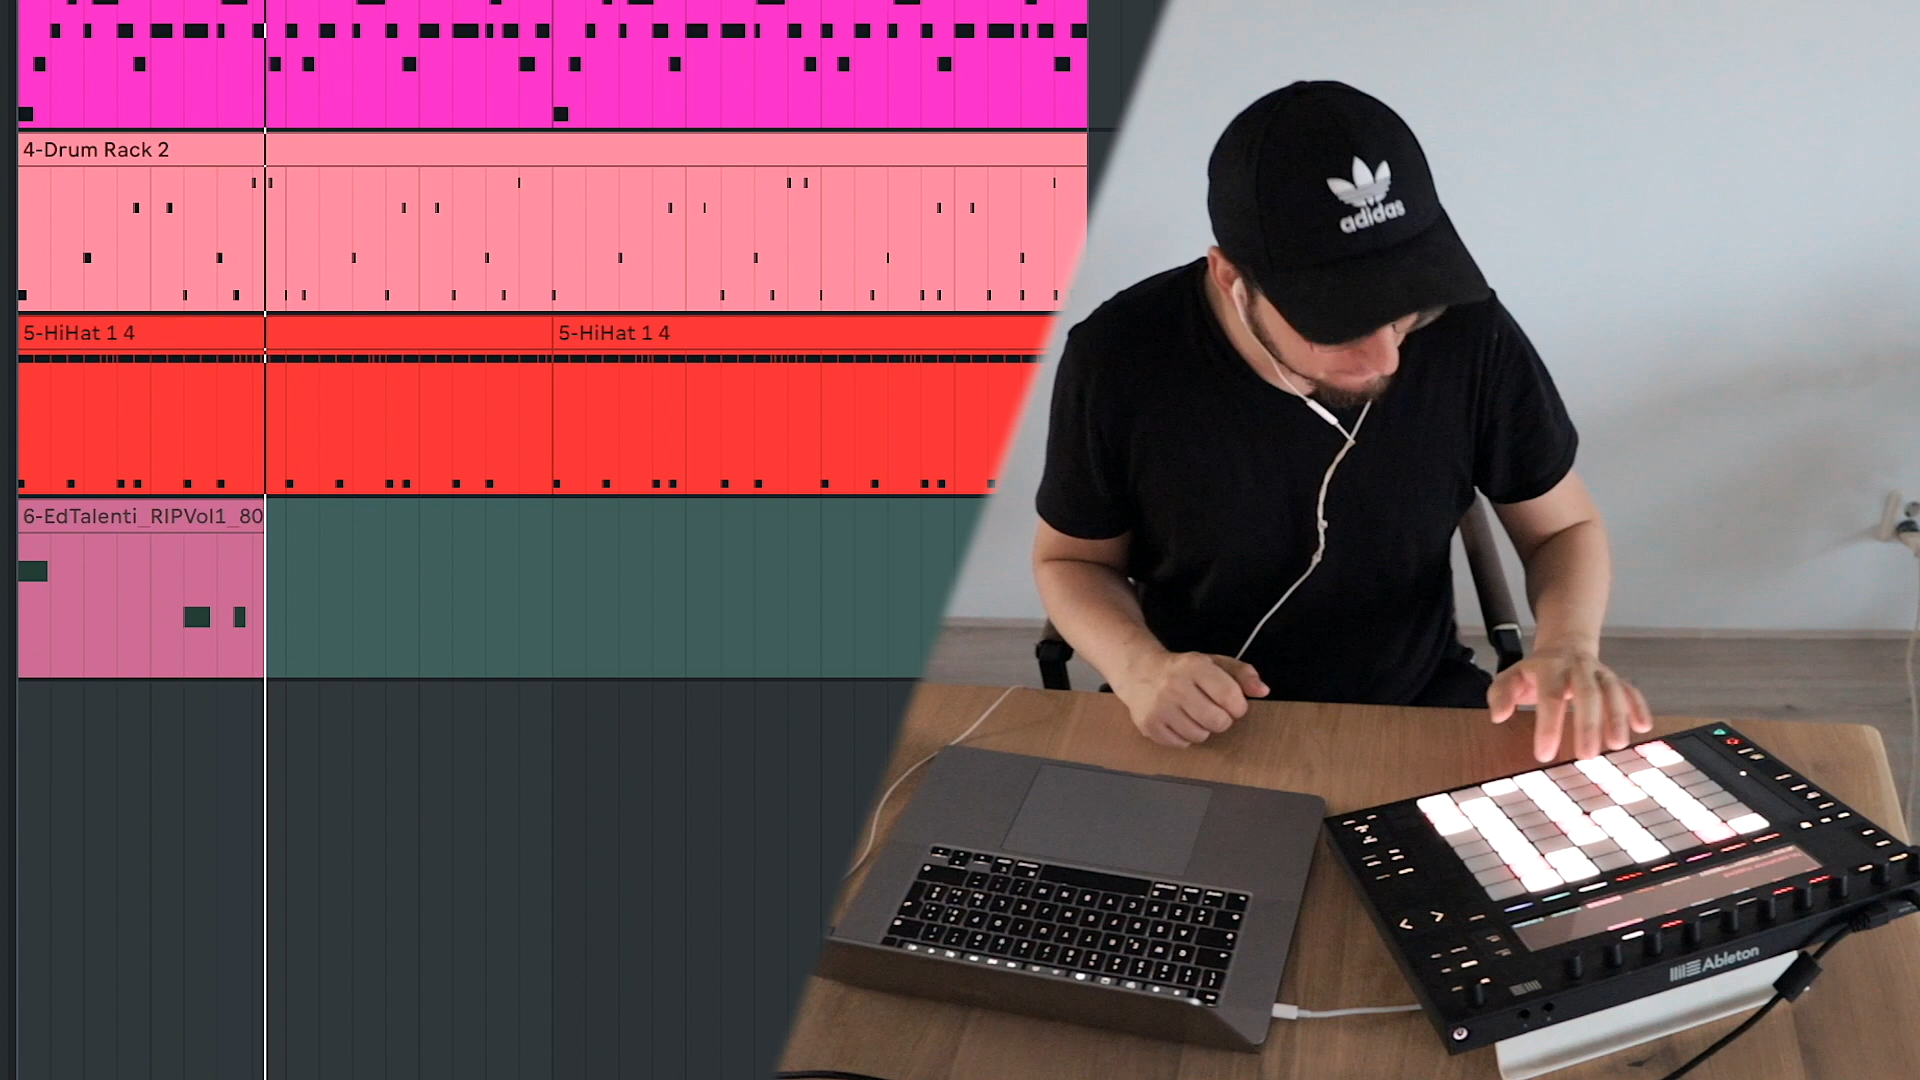 4-Drum Rack 2
5-HiHat 1 4
5-HiHat 1 4
6-EdTalenti_RIPVol1_80
adidas
Ableton